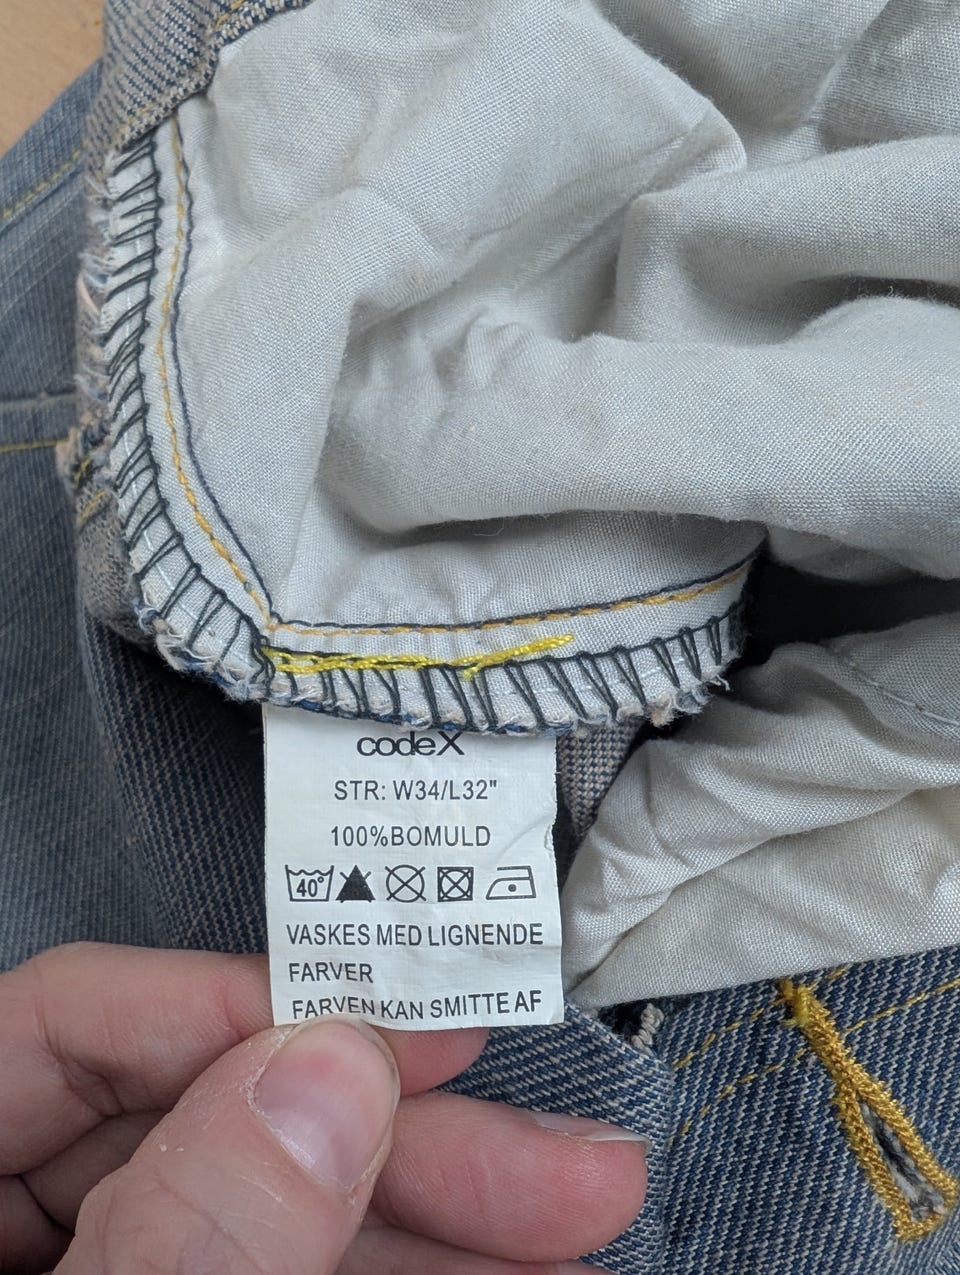 codeX
STR: W34/L32"
100%BOMULD
40°
VASKES MED LIGNENDE
FARVER
FARVEN KAN SMITTE AF